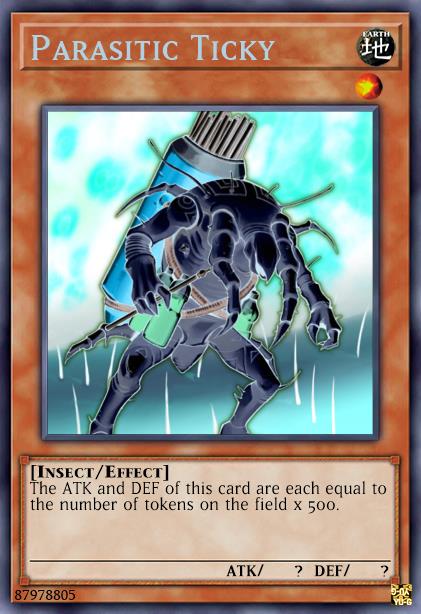 PARASITIC TICKY
EARTH
地
[INSECT/EFFECT]
The ATK and DEF of this card are each equal to
the number of tokens on the field x 500.
ATK/ ? DEF/ ?
87978805